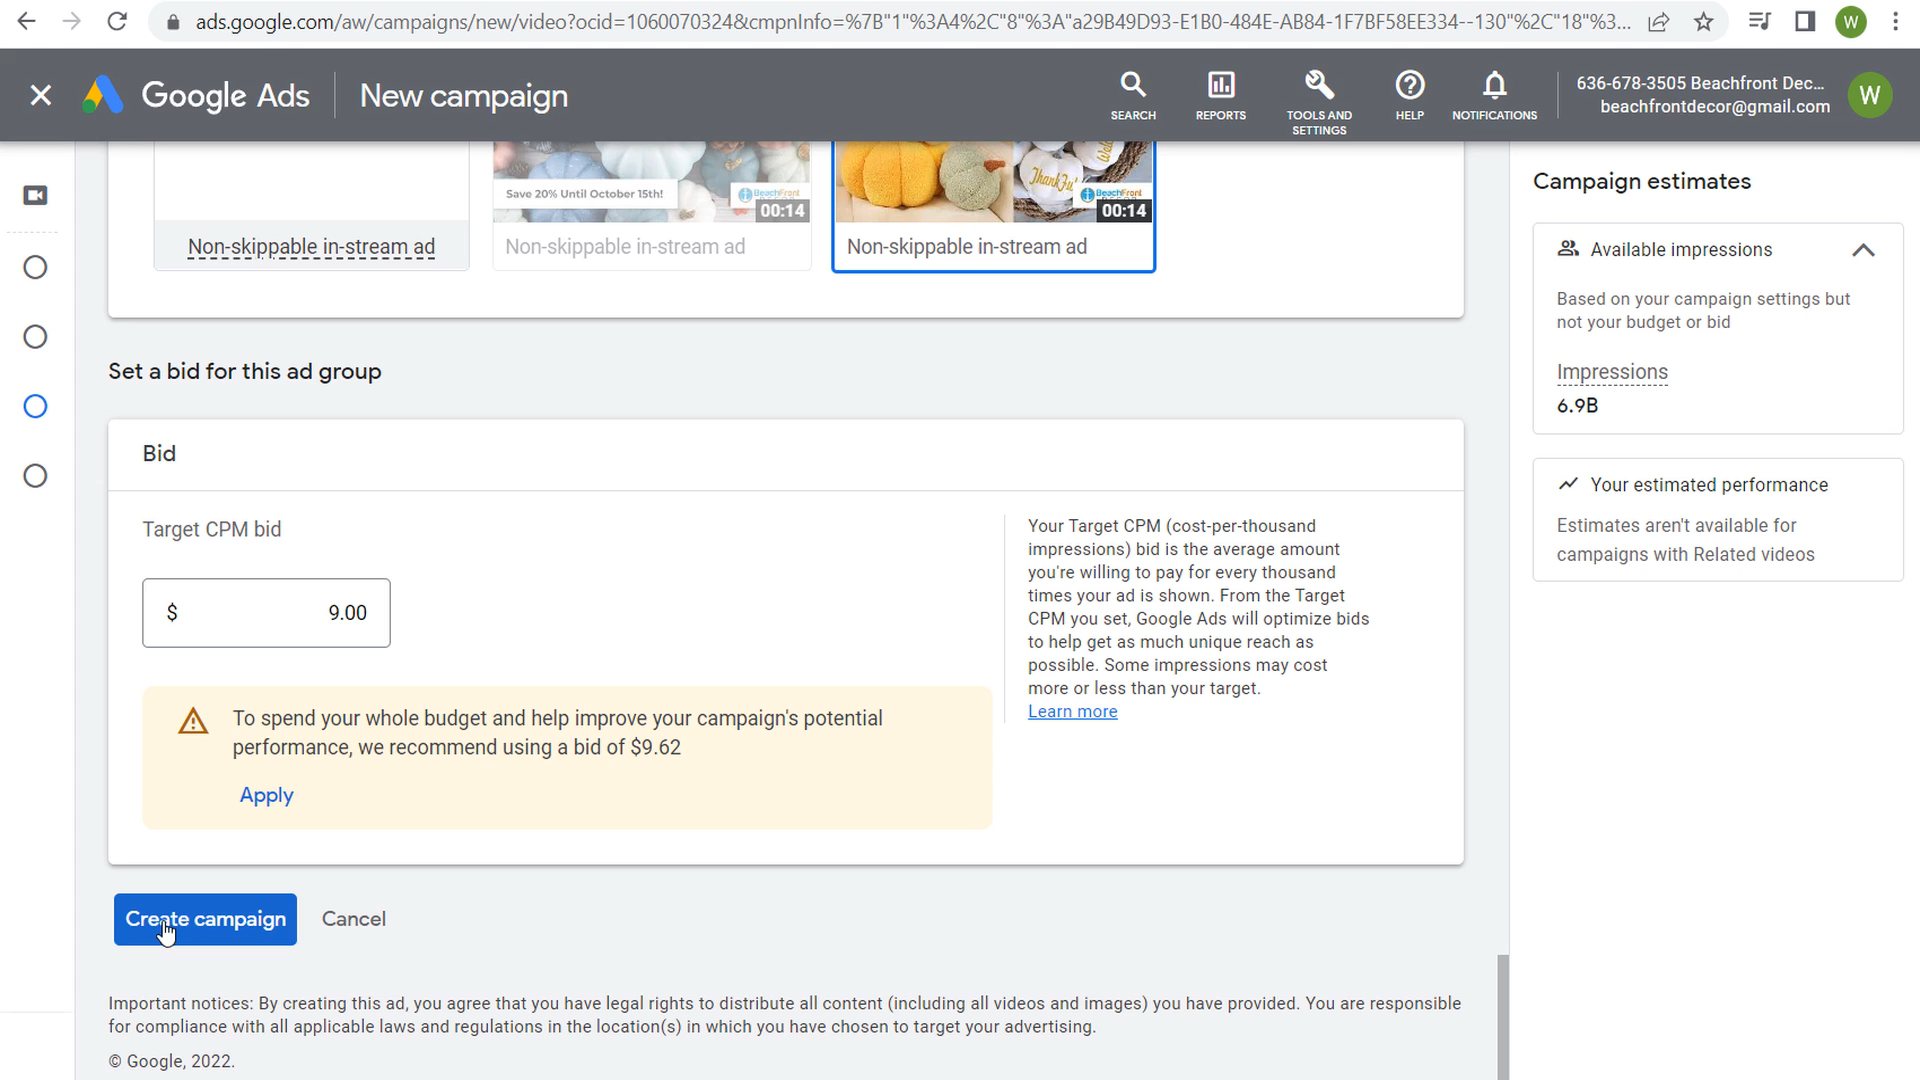 ads.google.com/aw/campaigns/new/video?ocid=1060070324&cmpnInfo=%7B"1"%3A4%2C"8"%3A"a29B49D93-E1B0-484E-AB84-1F7BF58EE334--130"%2C"18"%3...
W
Google Ads
New campaign
SEARCH
REPORTS
TOOLS AND
SETTINGS
HELP
NOTIFICATIONS
636-678-3505 Beachfront Dec...
beachfrontdecor@gmail.com
W
Save 20% Until October 15th!
BeachFront
00:14
Thankful
BeachFront
00:14
Non-skippable in-stream ad
Non-skippable in-stream ad
Non-skippable in-stream ad
Set a bid for this ad group
Bid
Target CPM bid
$ 9.00
To spend your whole budget and help improve your campaign's potential
performance, we recommend using a bid of $9.62
Apply
Your Target CPM (cost-per-thousand
impressions) bid is the average amount
you're willing to pay for every thousand
times your ad is shown. From the Target
CPM you set, Google Ads will optimize bids
to help get as much unique reach as
possible. Some impressions may cost
more or less than your target.
Learn more
Create campaign
Cancel
Important notices: By creating this ad, you agree that you have legal rights to distribute all content (including all videos and images) you have provided. You are responsible
for compliance with all applicable laws and regulations in the location(s) in which you have chosen to target your advertising.
© Google, 2022.
Campaign estimates
Available impressions
Based on your campaign settings but
not your budget or bid
Impressions
6.9B
Your estimated performance
Estimates aren't available for
campaigns with Related videos